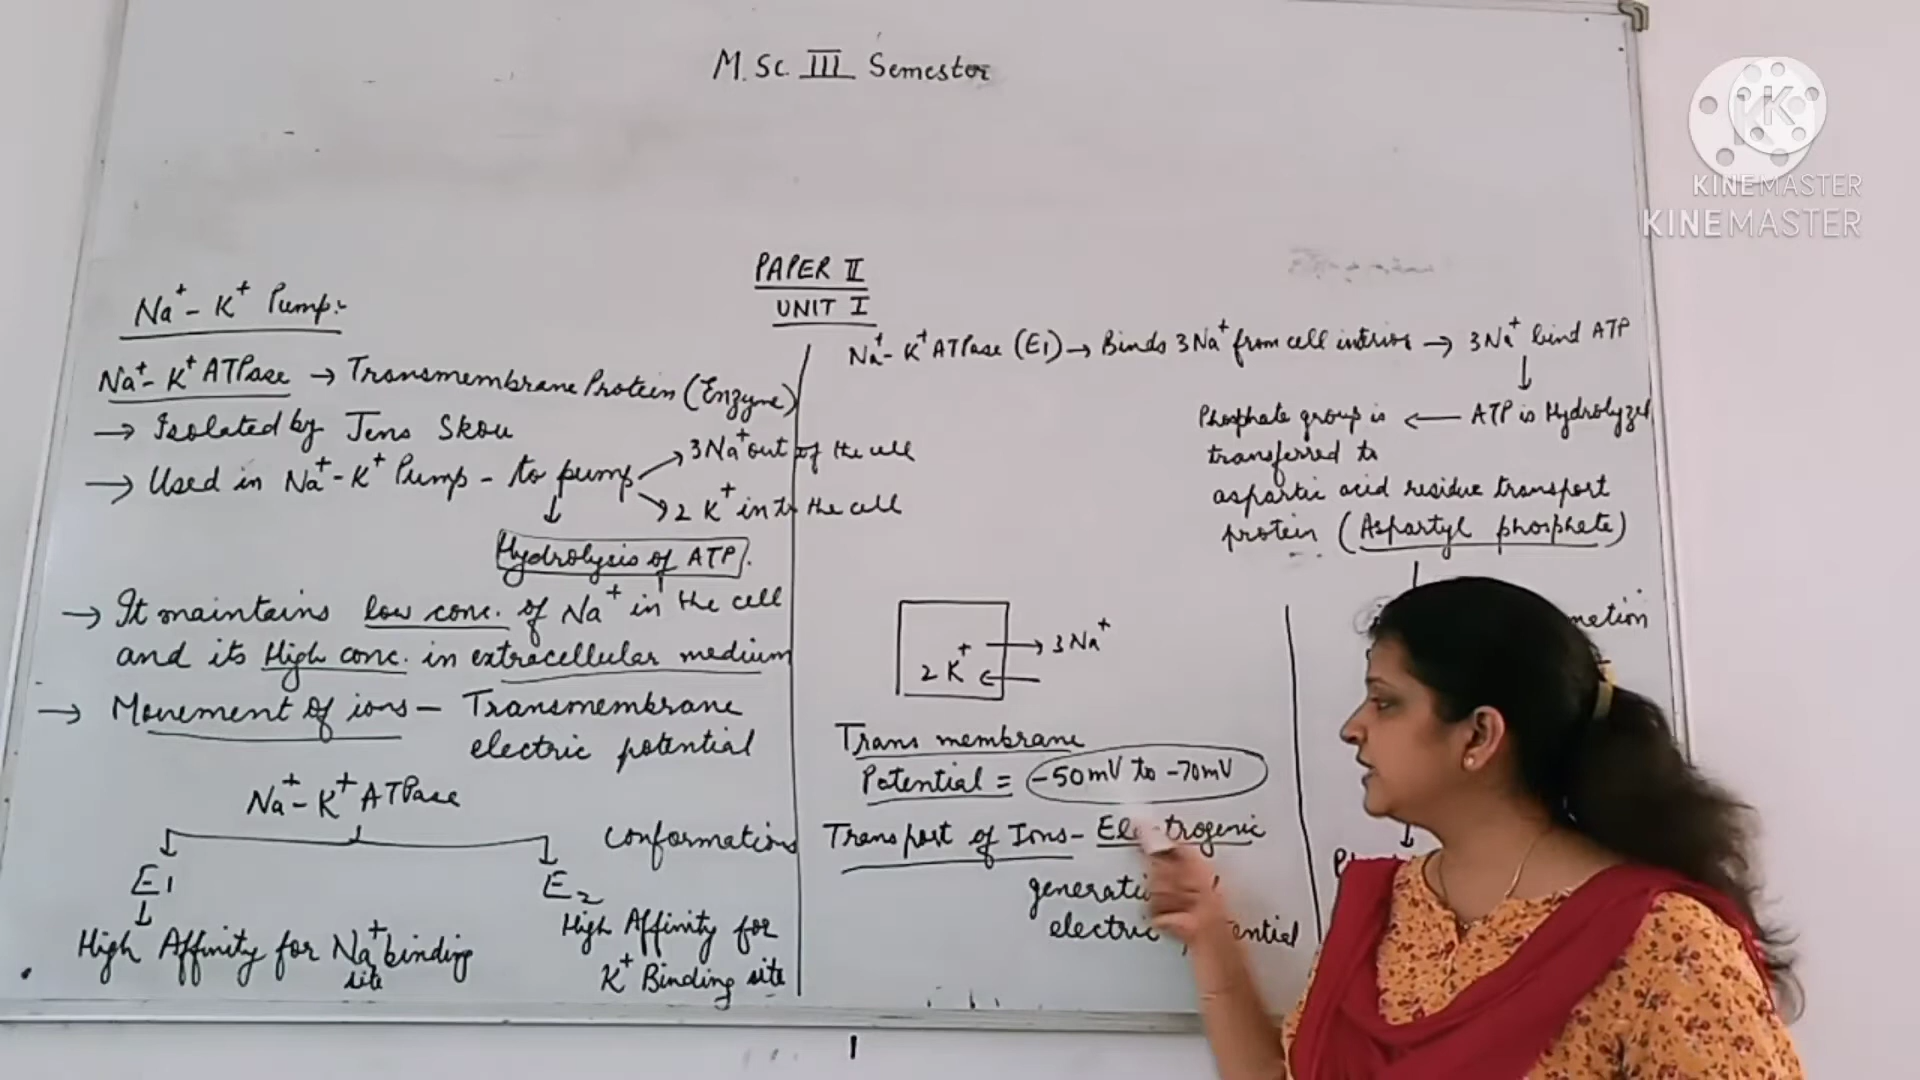 M.Sc. III Semester
KINEMASTER
KINEMASTER
PAPER II
UNIT I
Na+ - K+ Pump:-
Na+ - K+ ATPase → Transmembrane Protein (Enzyme)
→ Isolated by Jens Skou
→ Used in Na+ - K+ Pump - to pump
3Na+ out of the cell
2 K+ into the cell
Hydrolysis of ATP.
→ It maintains low conc. of Na+ in the cell
and its High conc. in extracellular medium
→ Movement of ions - Transmembrane
electric potential
Na+ - K+ ATPase
Conformations
E1
E2
High Affinity for Na+ binding
site
High Affinity for
K+ Binding site
Na+ - K+ ATPase (E1) → Binds 3Na+ from cell interior → 3Na+ bind ATP
Phosphate group is ← ATP is Hydrolyzed
transferred to
aspartic acid residue transport
protein (Aspartyl phosphate)
3Na+
2 K+
Trans membrane
Potential = -50mV to -70mV
Transport of Ions - Electrogenic
electric